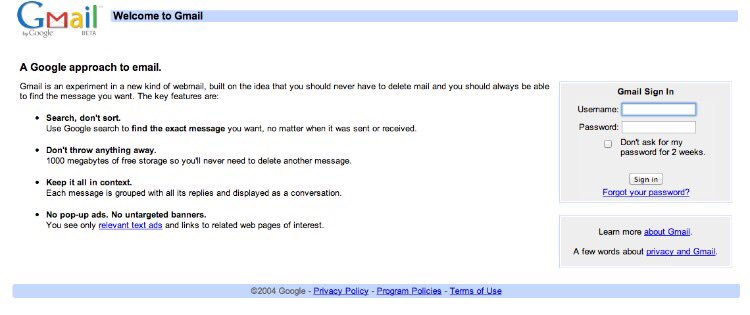 Gmail
by Google BETA
Welcome to Gmail
A Google approach to email.
Gmail is an experiment in a new kind of webmail, built on the idea that you should never have to delete mail and you should always be able
to find the message you want. The key features are:
• Search, don't sort.
Use Google search to find the exact message you want, no matter when it was sent or received.
• Don't throw anything away.
1000 megabytes of free storage so you'll never need to delete another message.
• Keep it all in context.
Each message is grouped with all its replies and displayed as a conversation.
• No pop-up ads. No untargeted banners.
You see only relevant text ads and links to related web pages of interest.
Gmail Sign In
Username:
Password:
Don't ask for my
password for 2 weeks.
Sign in
Forgot your password?
Learn more about Gmail.
A few words about privacy and Gmail.
©2004 Google - Privacy Policy - Program Policies - Terms of Use